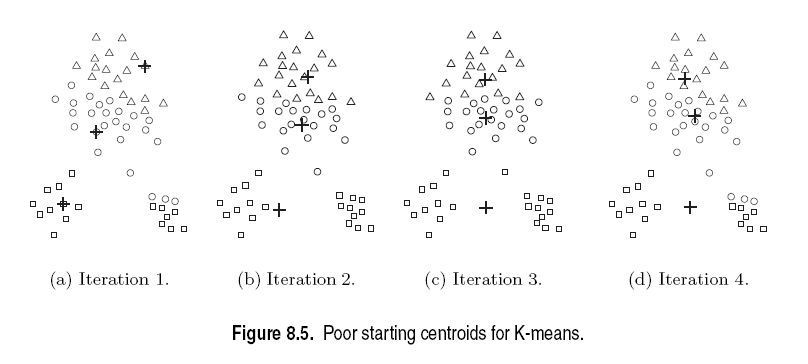 (a) Iteration 1.
(b) Iteration 2.
(c) Iteration 3.
(d) Iteration 4.
Figure 8.5. Poor starting centroids for K-means.